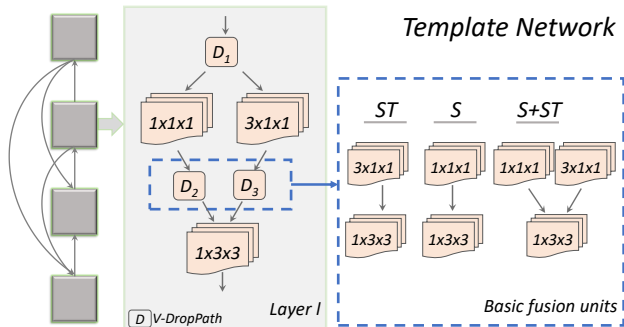 Template Network
D1
1x1x1
3x1x1
D2
D3
1x3x3
D
V-DropPath
Layer l
ST
S
S+ST
3x1x1
1x1x1
1x1x1
3x1x1
1x3x3
1x3x3
1x3x3
Basic fusion units